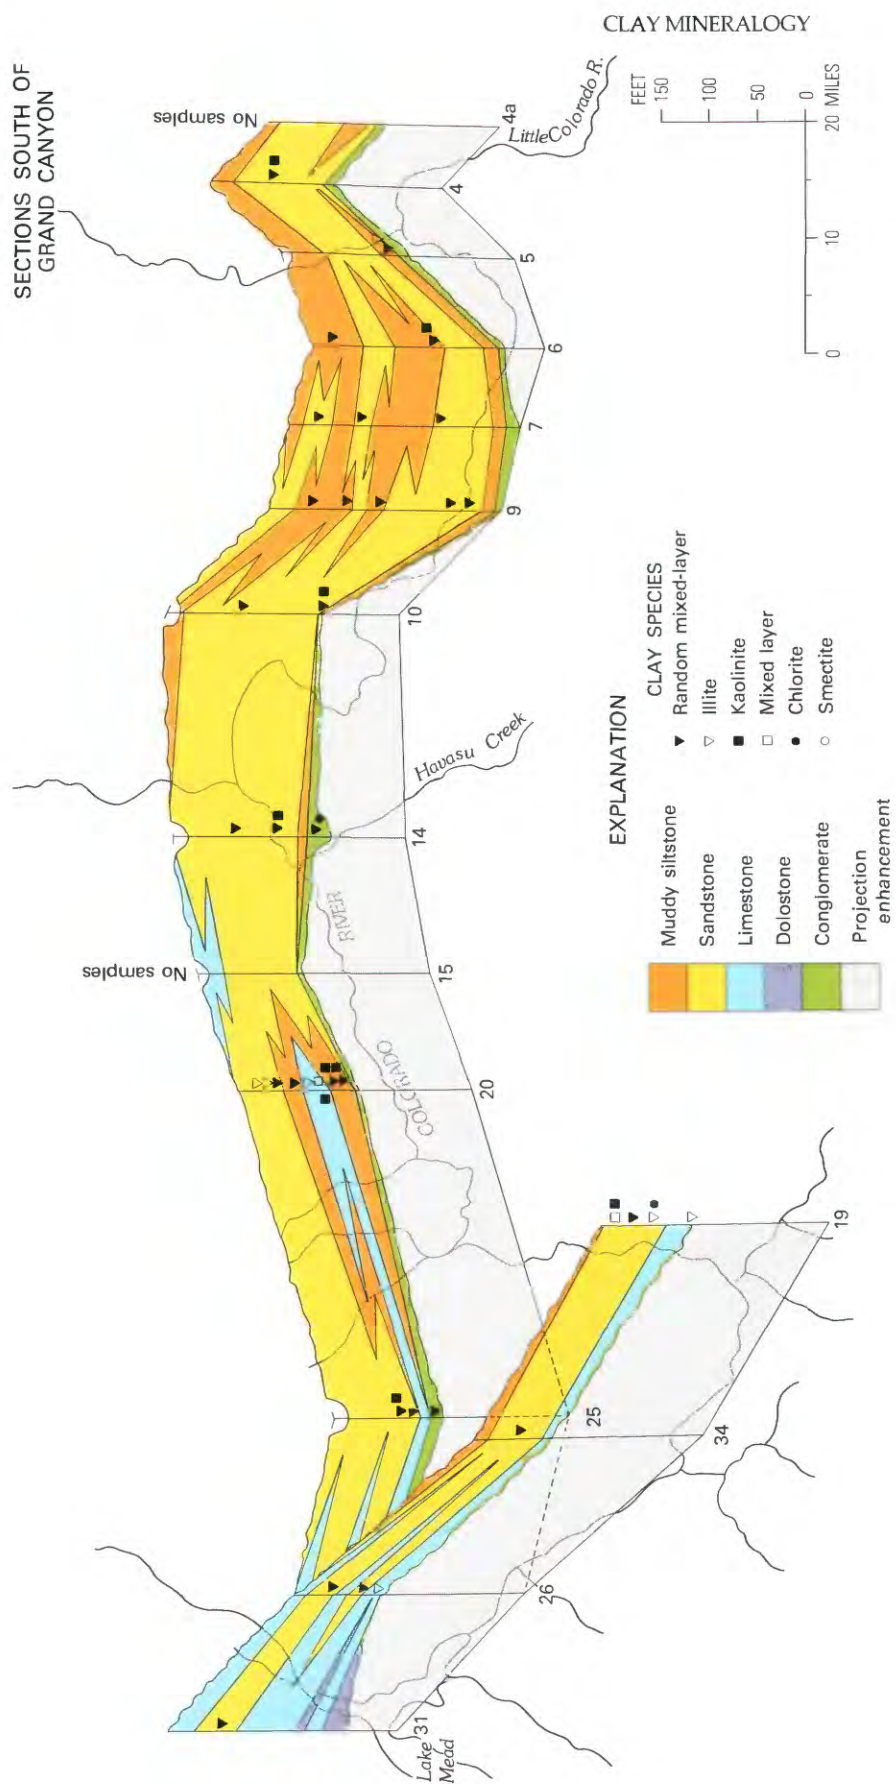 CLAY MINERALOGY
SECTIONS SOUTH OF
GRAND CANYON
No samples
4a
Little Colorado R.
4
5
6
7
9
10
Havasu Creek
14
RIVER
No samples
15
COLORADO
20
19
25
34
26
31
Lake
Mead
FEET
150
100
50
0
0
10
20 MILES
EXPLANATION
Muddy siltstone
Sandstone
Limestone
Dolostone
Conglomerate
Projection
enhancement
CLAY SPECIES
Random mixed-layer
Illite
Kaolinite
Mixed layer
Chlorite
Smectite